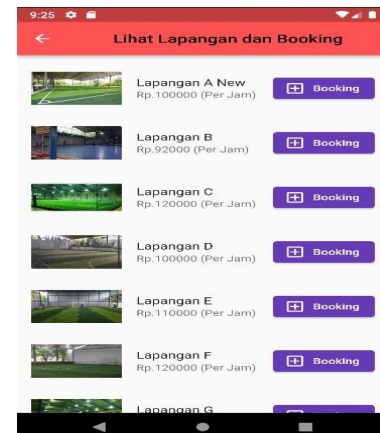 9:25
Lihat Lapangan dan Booking
Lapangan A New
Rp.100000 (Per Jam)
Booking
Lapangan B
Rp.92000 (Per Jam)
Booking
Lapangan C
Rp.120000 (Per Jam)
Booking
Lapangan D
Rp.100000 (Per Jam)
Booking
Lapangan E
Rp.110000 (Per Jam)
Booking
Lapangan F
Rp.120000 (Per Jam)
Booking
Lapangan G